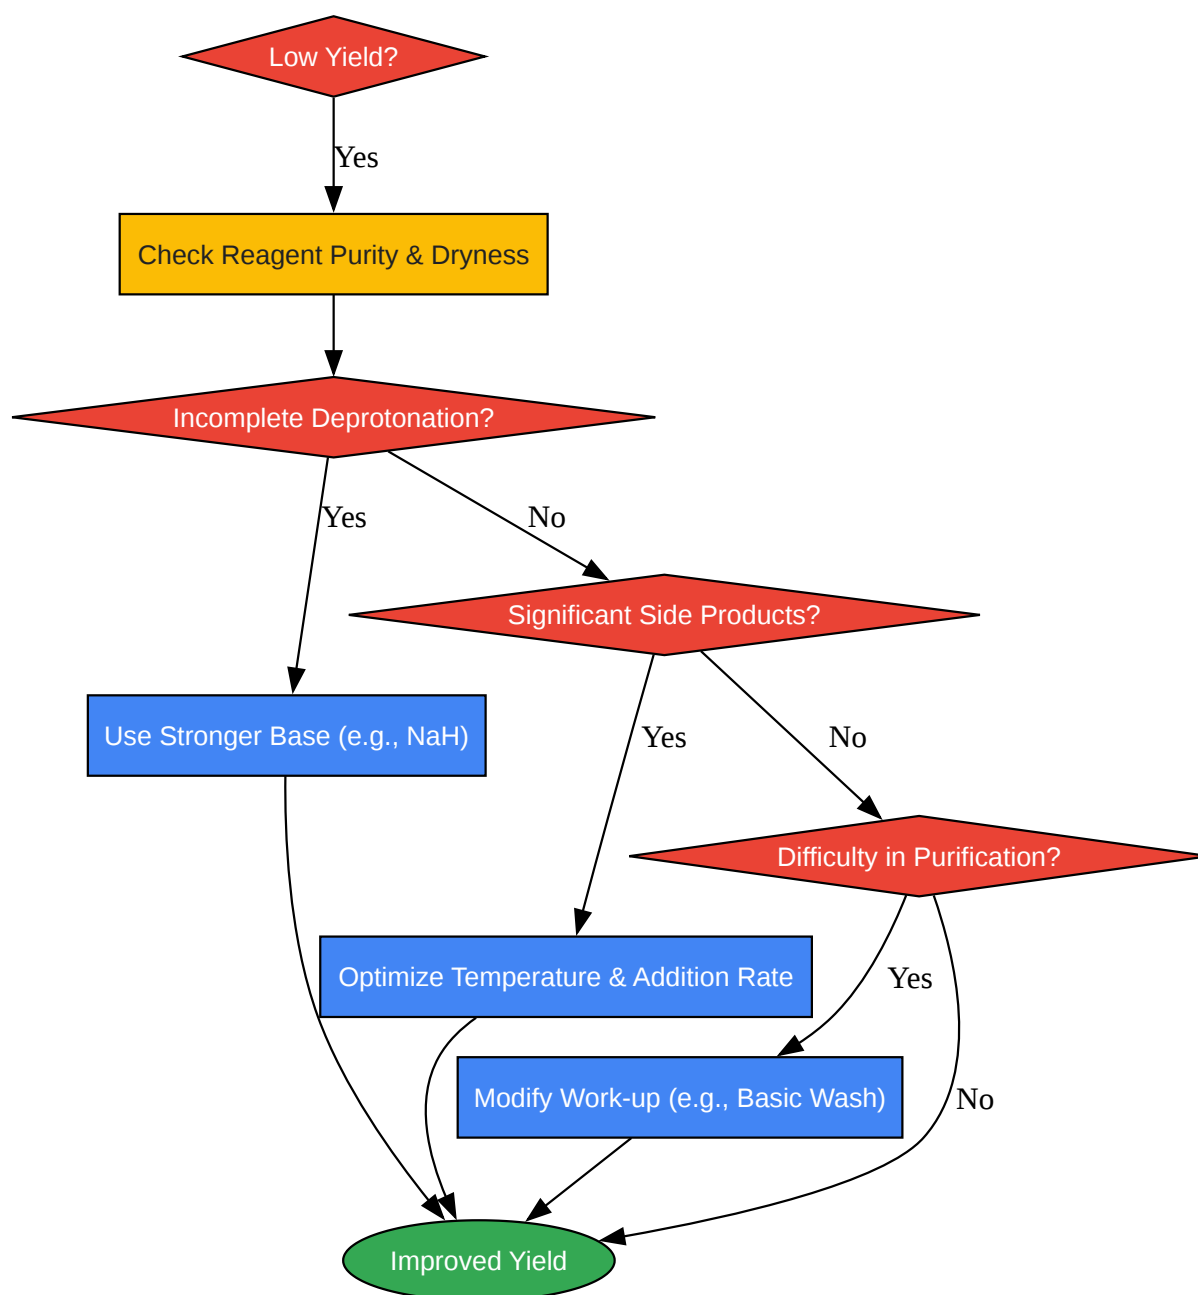 Low Yield?
Yes
Check Reagent Purity & Dryness
Incomplete Deprotonation?
Yes
No
Significant Side Products?
Use Stronger Base (e.g., NaH)
Yes
No
Difficulty in Purification?
Optimize Temperature & Addition Rate
Yes
Modify Work-up (e.g., Basic Wash)
No
Improved Yield